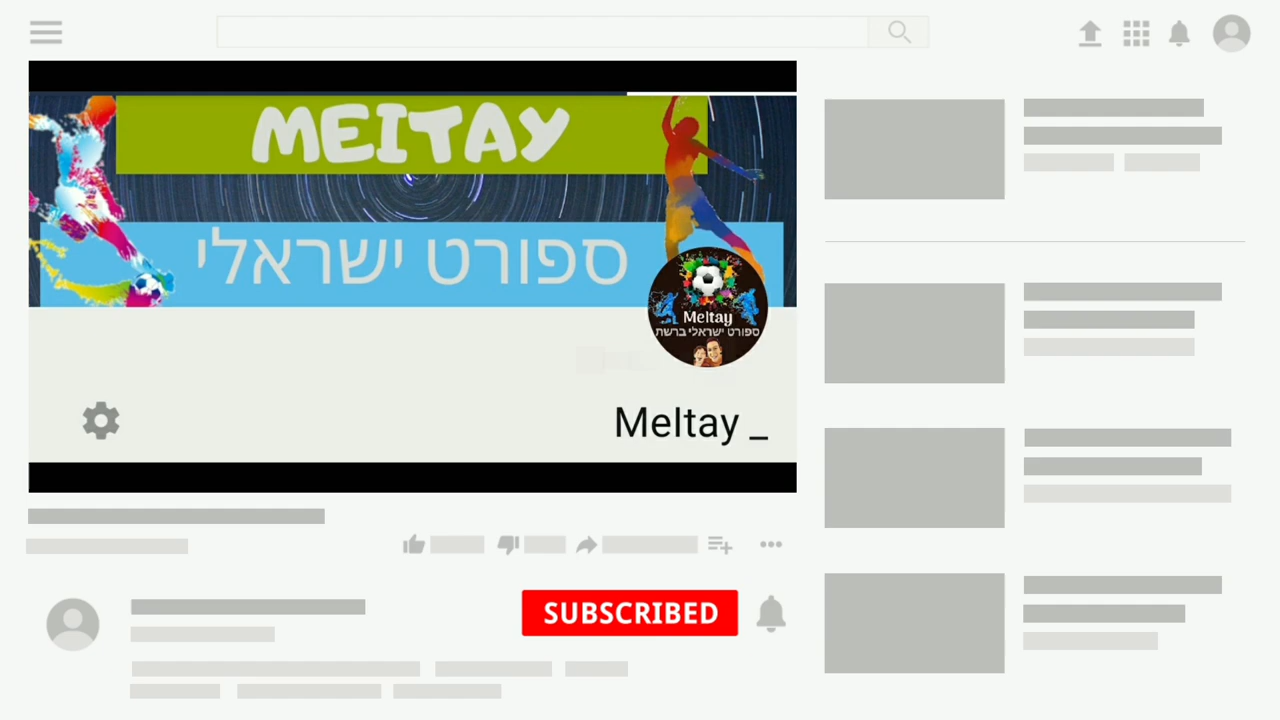 MEITAY
ספורט ישראלי
Meltay
ספורט ישראלי ברשת
Meltay _
SUBSCRIBED